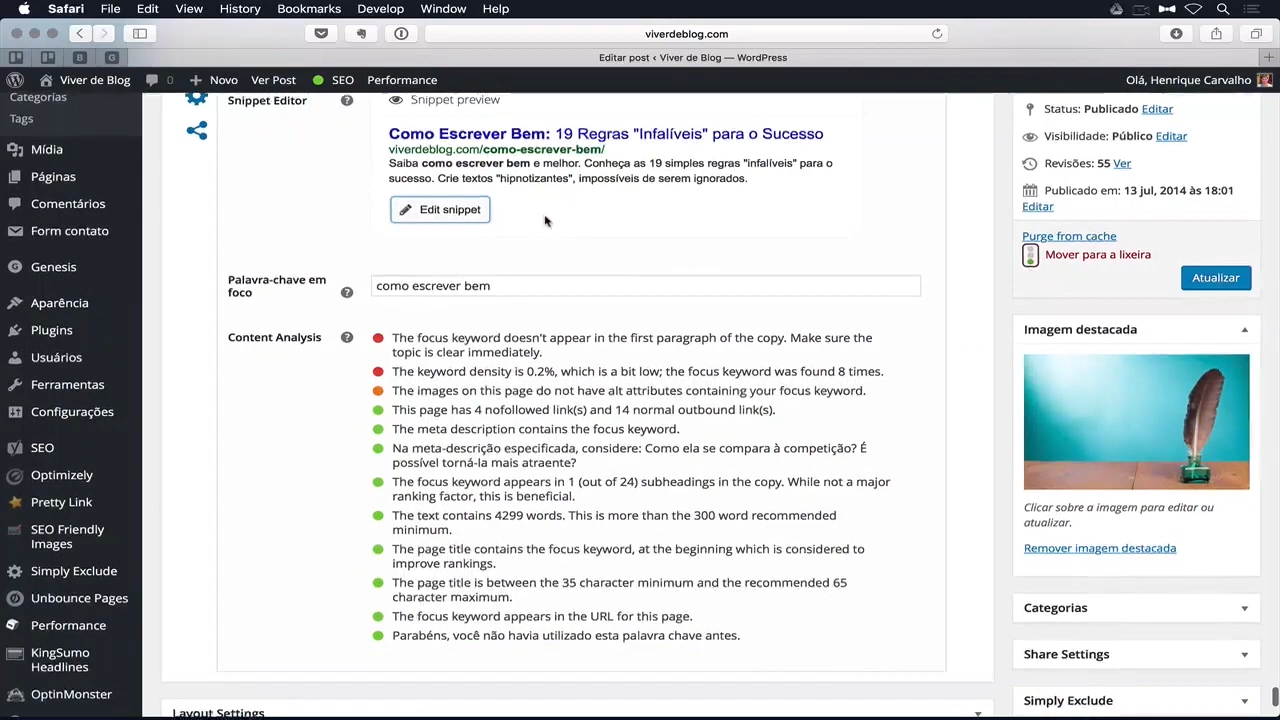 Safari File Edit View History Bookmarks Develop Window Help
viverdeblog.com
Editar post ‹ Viver de Blog — WordPress
Viver de Blog 0 Novo Ver Post SEO Performance Olá, Henrique Carvalho
Categorias
Tags
Mídia
Páginas
Comentários
Form contato
Genesis
Aparência
Plugins
Usuários
Ferramentas
Configurações
SEO
Optimizely
Pretty Link
SEO Friendly
Images
Simply Exclude
Unbounce Pages
Performance
KingSumo
Headlines
OptinMonster
Snippet Editor
Snippet preview
Como Escrever Bem: 19 Regras "Infalíveis" para o Sucesso
viverdeblog.com/como-escrever-bem/
Saiba como escrever bem e melhor. Conheça as 19 simples regras "infalíveis" para o
sucesso. Crie textos "hipnotizantes", impossíveis de serem ignorados.
Edit snippet
Palavra-chave em
foco
como escrever bem
Content Analysis
The focus keyword doesn't appear in the first paragraph of the copy. Make sure the
topic is clear immediately.
The keyword density is 0.2%, which is a bit low; the focus keyword was found 8 times.
The images on this page do not have alt attributes containing your focus keyword.
This page has 4 nofollowed link(s) and 14 normal outbound link(s).
The meta description contains the focus keyword.
Na meta-descrição especificada, considere: Como ela se compara à competição? É
possível torná-la mais atraente?
The focus keyword appears in 1 (out of 24) subheadings in the copy. While not a major
ranking factor, this is beneficial.
The text contains 4299 words. This is more than the 300 word recommended
minimum.
The page title contains the focus keyword, at the beginning which is considered to
improve rankings.
The page title is between the 35 character minimum and the recommended 65
character maximum.
The focus keyword appears in the URL for this page.
Parabéns, você não havia utilizado esta palavra chave antes.
Layout Settings
Status: Publicado Editar
Visibilidade: Público Editar
Revisões: 55 Ver
Publicado em: 13 jul, 2014 às 18:01
Editar
Purge from cache
Mover para a lixeira
Atualizar
Imagem destacada
Clicar sobre a imagem para editar ou
atualizar.
Remover imagem destacada
Categorias
Share Settings
Simply Exclude